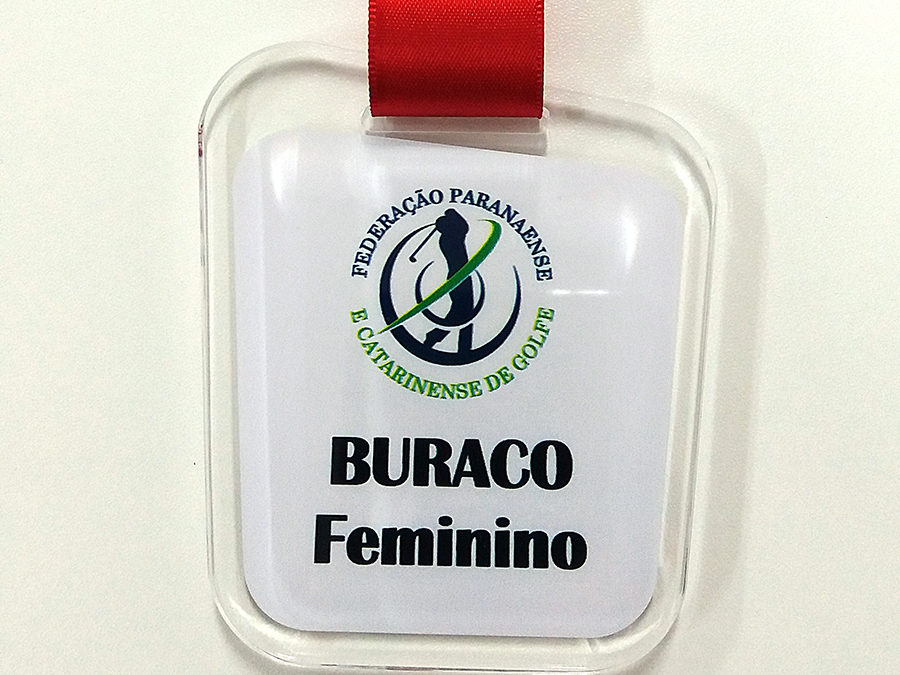 FEDERAÇÃO PARANAENSE
E CATARINENSE DE GOLFE
BURACO
Feminino